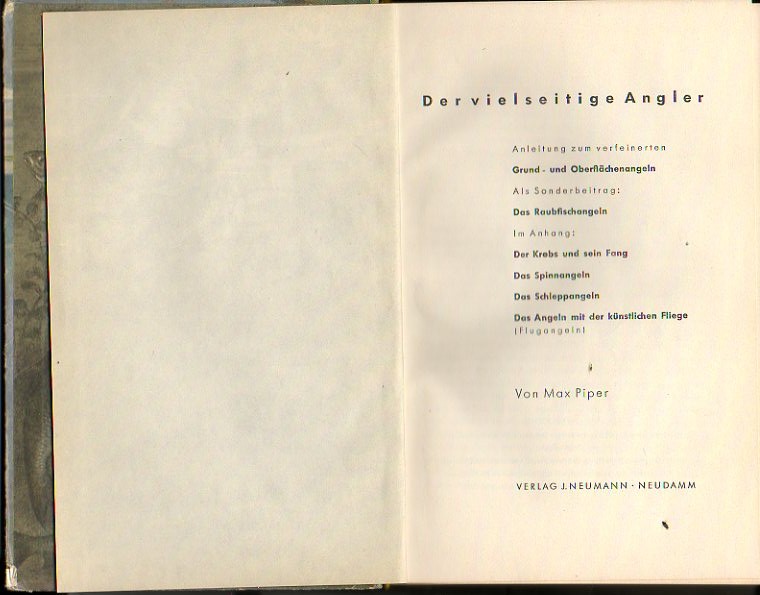 Der vielseitige Angler
Anleitung zum verfeinerten
Grund- und Oberflächenangeln
Als Sonderbeitrag:
Das Raubfischangeln
Im Anhang:
Der Krebs und sein Fang
Das Spinnangeln
Das Schleppangeln
Das Angeln mit der künstlichen Fliege
(Flugangeln)
Von Max Piper
VERLAG J. NEUMANN · NEUDAMM